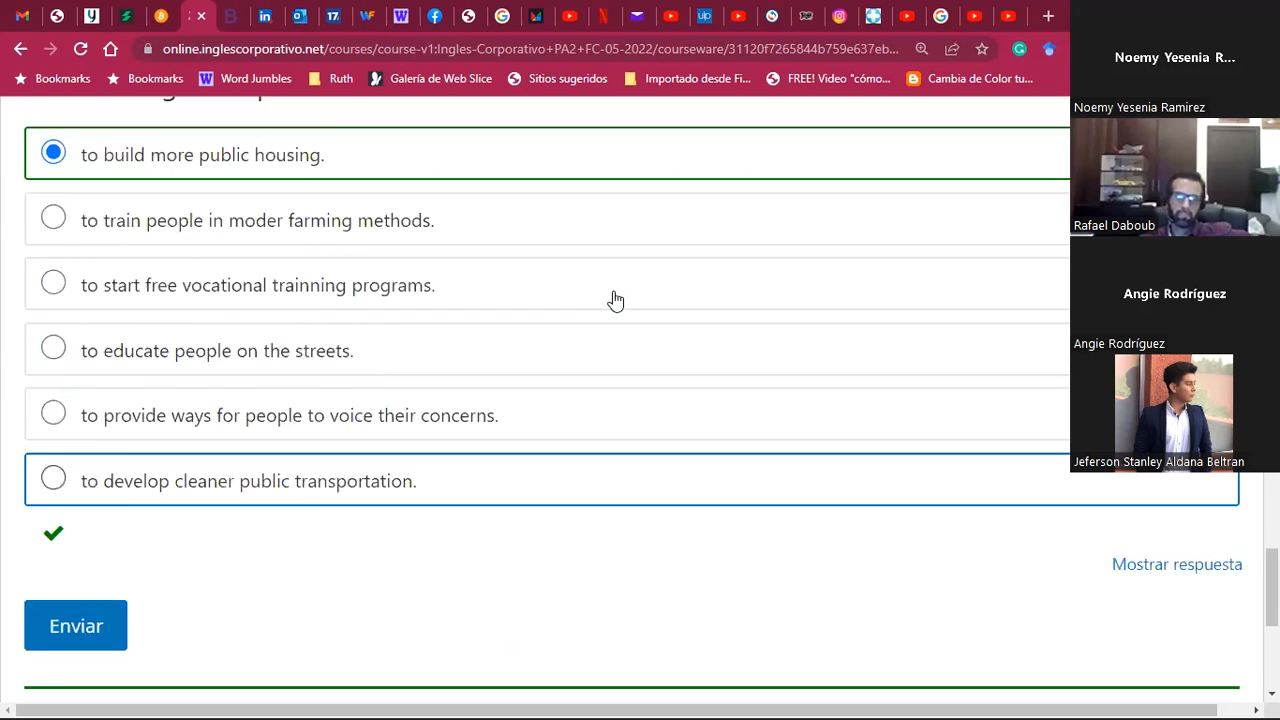 online.inglescorporativo.net/courses/course-v1:Ingles-Corporativo+PA2+FC-05-2022/courseware/31120f7265844b759e637eb...
Bookmarks
Bookmarks
Word Jumbles
Ruth
Galería de Web Slice
Sitios sugeridos
Importado desde Fi...
FREE! Video "cómo...
Cambia de Color tu...
to build more public housing.
to train people in moder farming methods.
to start free vocational trainning programs.
to educate people on the streets.
to provide ways for people to voice their concerns.
to develop cleaner public transportation.
Mostrar respuesta
Enviar
Noemy Yesenia R...
Noemy Yesenia Ramirez
Rafael Daboub
Angie Rodríguez
Angie Rodríguez
Jeferson Stanley Aldana Beltran